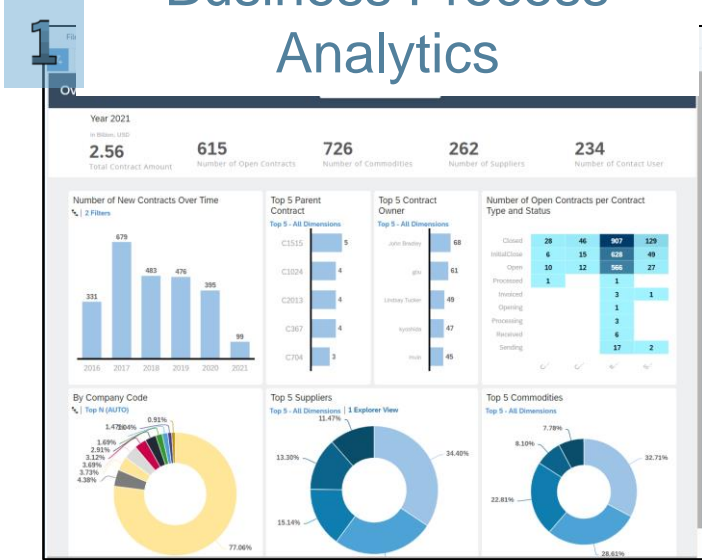 Business Process
1
Analytics
Year 2021
in Billion, USD
2.56
Total Contract Amount
615
Number of Open Contracts
726
Number of Commodities
262
Number of Suppliers
234
Number of Contact User
Number of New Contracts Over Time
2 Filters
331
679
483
476
395
99
2016 2017 2018 2019 2020 2021
Top 5 Parent
Contract
Top 5 - All Dimensions
C1515 5
C1024 4
C2013 4
C367 4
C704 3
Top 5 Contract
Owner
Top 5 - All Dimensions
John Bradley 68
61
Lindsay Tucker 49
47
45
Number of Open Contracts per Contract
Type and Status
Closed 28 46 907 129
InitialClose 6 15 628 49
Open 10 12 566 27
Processed 1 1
Invoiced 3 1
Opening 1
Processing 3
Received 6
Sending 17 2
By Company Code
Top N (AUTO)
0.91%
1.69%
2.91%
3.12%
3.69%
3.73%
4.38%
77.06%
Top 5 Suppliers
Top 5 - All Dimensions | 1 Explorer View
11.47%
13.30%
34.40%
15.14%
Top 5 Commodities
Top 5 - All Dimensions
7.78%
8.10%
32.71%
22.81%
28.61%